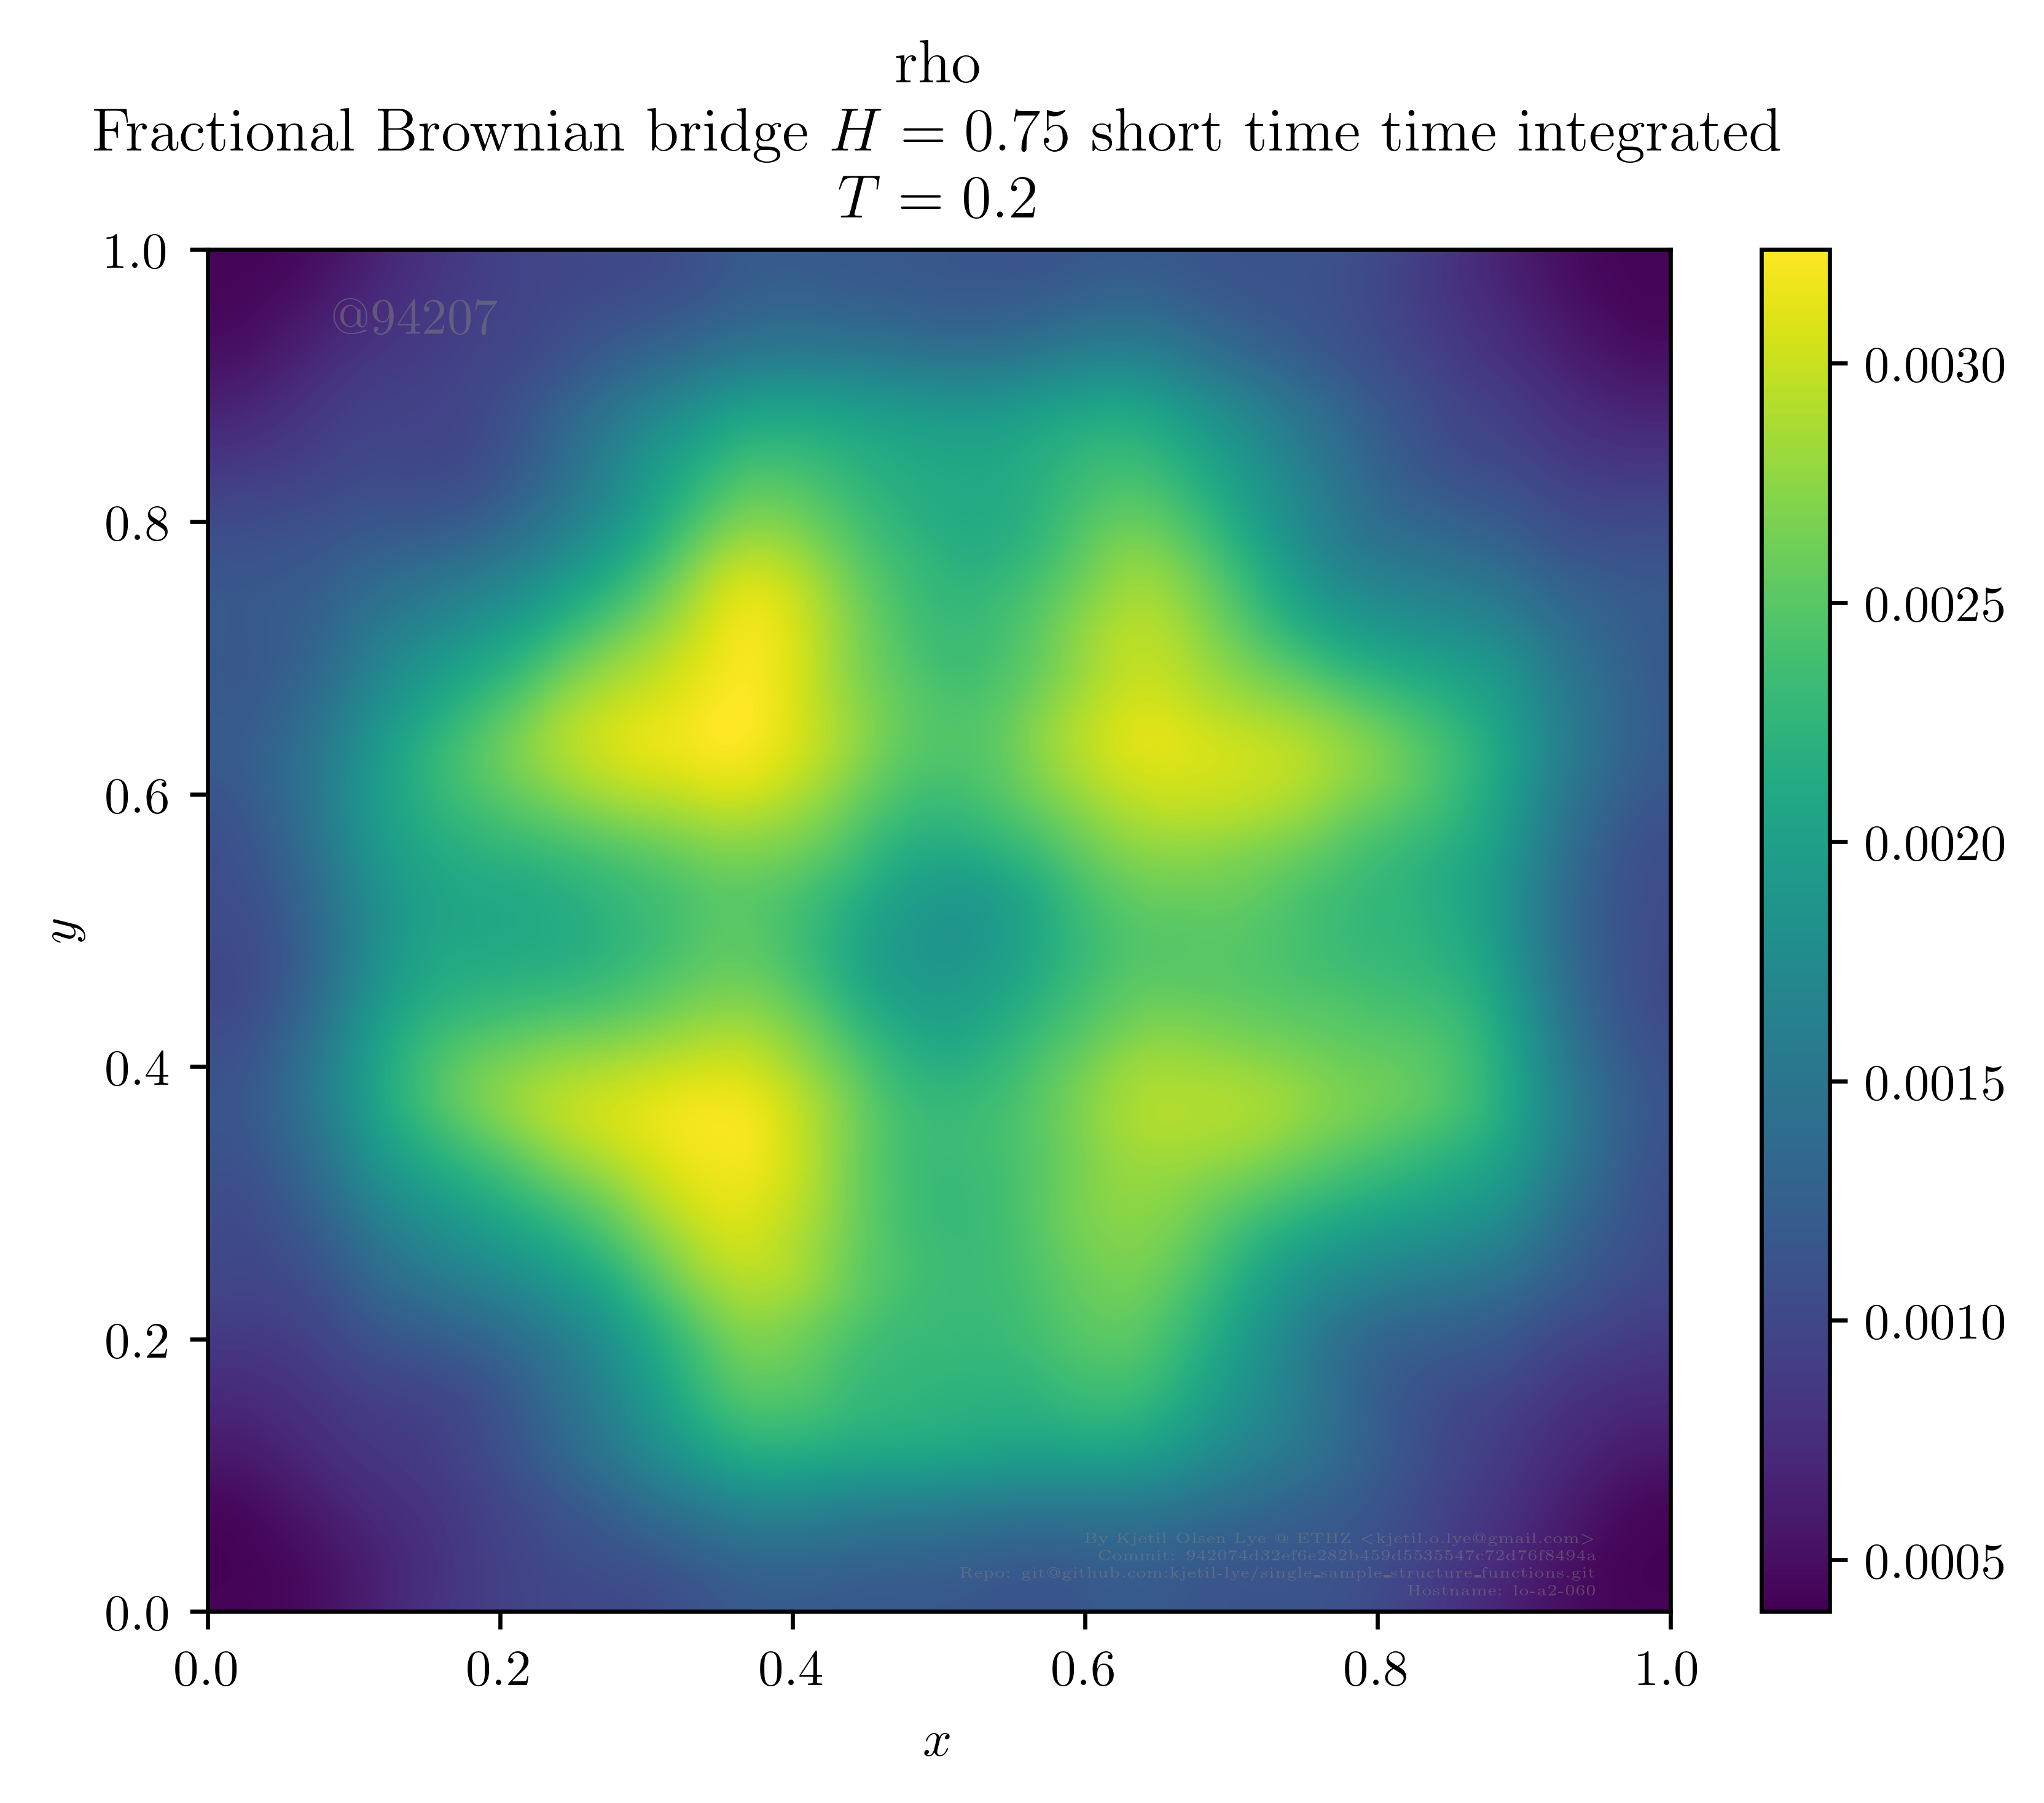 rho
Fractional Brownian bridge H = 0.75 short time time integrated
T = 0.2
1.0
0.8
0.6
0.4
0.2
0.0
y
@94207
By Kjetil Olsen Lye @ ETHZ <kjetil.o.lye@gmail.com>
Commit: 942074d32ef6e282b459d5535547c72d76f8494a
Repo: git@github.com:kjetil-lye/single_sample_structure_functions.git
Hostname: lo-a2-060
0.0 0.2 0.4 0.6 0.8 1.0
x
0.0030
0.0025
0.0020
0.0015
0.0010
0.0005